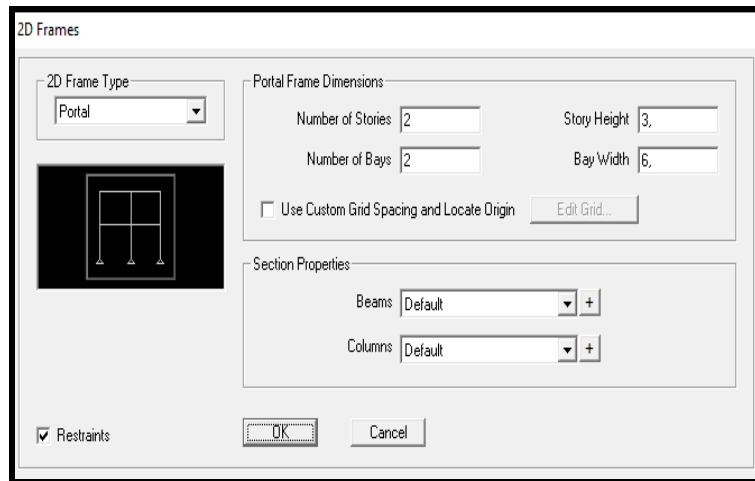 2D Frames
2D Frame Type
Portal
Portal Frame Dimensions
Number of Stories 2 Story Height 3,
Number of Bays 2 Bay Width 6,
Use Custom Grid Spacing and Locate Origin Edit Grid...
Section Properties
Beams Default +
Columns Default +
Restraints OK Cancel